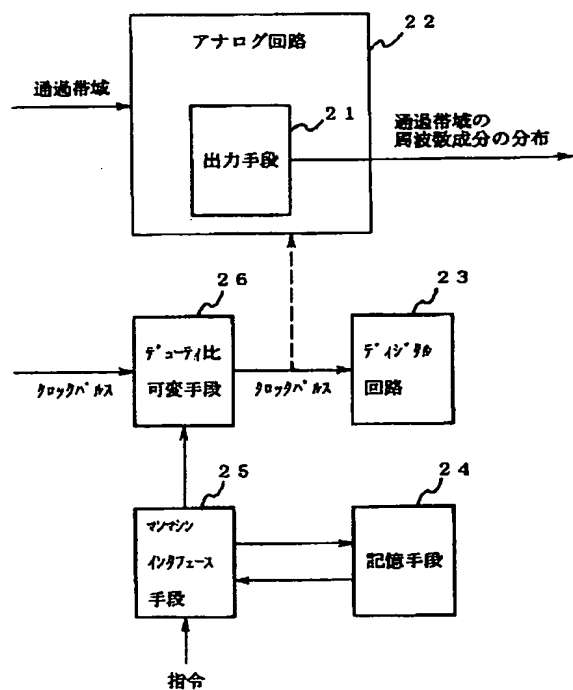 22
アナログ回路
通過帯域
21
出力手段
通過帯域の
周波数成分の分布
26
デューティ比
可変手段
クロックパルス
クロックパルス
23
ディジタル
回路
25
マンマシン
インタフェース
手段
24
記憶手段
指令